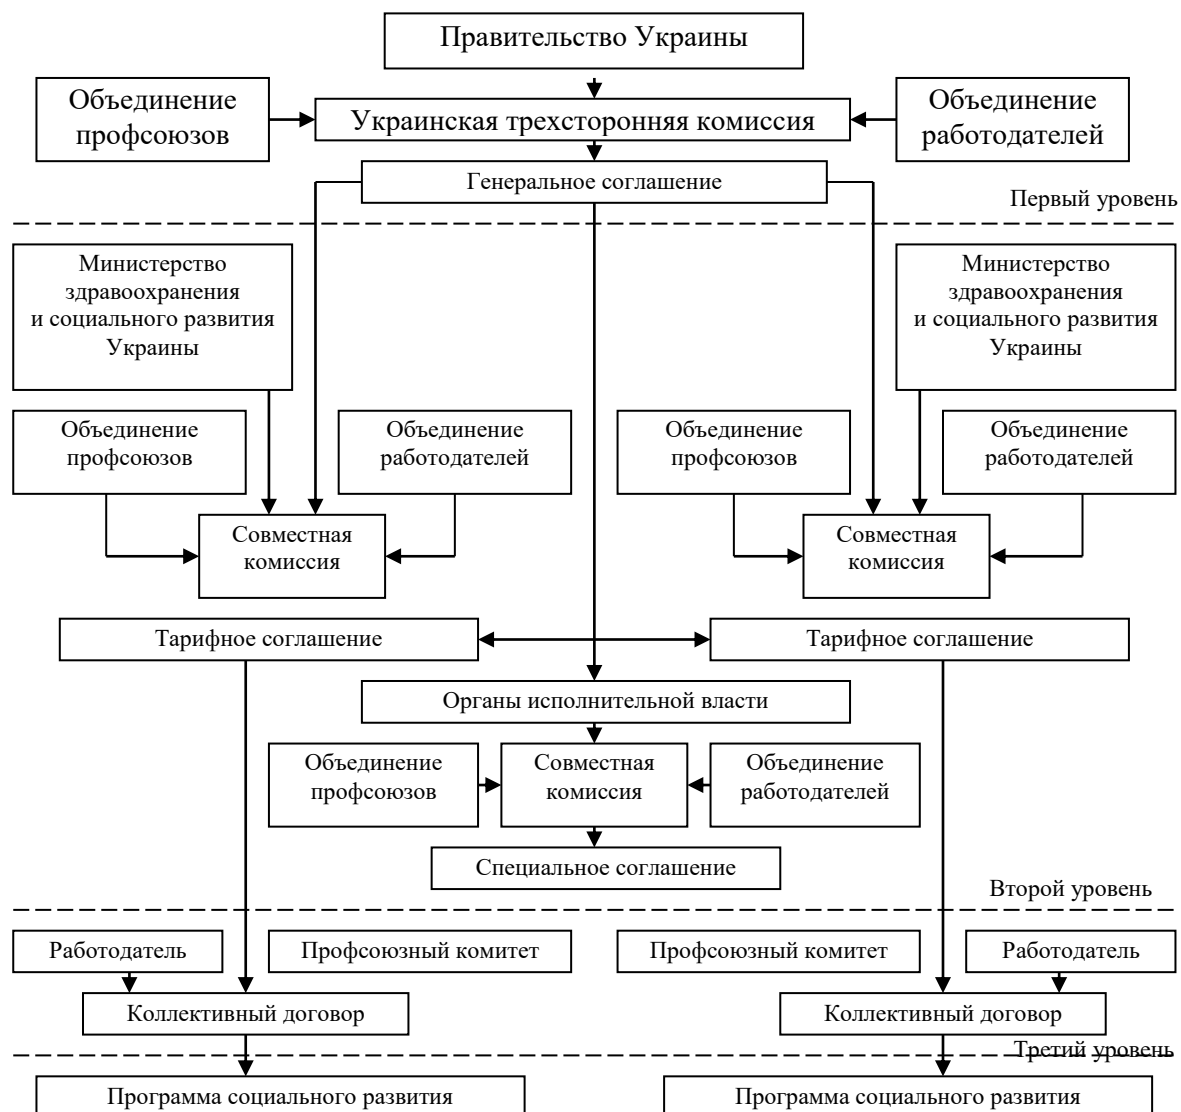 Правительство Украины
Объединение
профсоюзов
Украинская трехсторонняя комиссия
Объединение
работодателей
Генеральное соглашение
Первый уровень
Министерство
здравоохранения
и социального развития
Украины
Министерство
здравоохранения
и социального развития
Украины
Объединение
профсоюзов
Объединение
работодателей
Объединение
профсоюзов
Объединение
работодателей
Совместная
комиссия
Совместная
комиссия
Тарифное соглашение
Тарифное соглашение
Органы исполнительной власти
Объединение
профсоюзов
Совместная
комиссия
Объединение
работодателей
Специальное соглашение
Второй уровень
Работодатель
Профсоюзный комитет
Профсоюзный комитет
Работодатель
Коллективный договор
Коллективный договор
Третий уровень
Программа социального развития
Программа социального развития